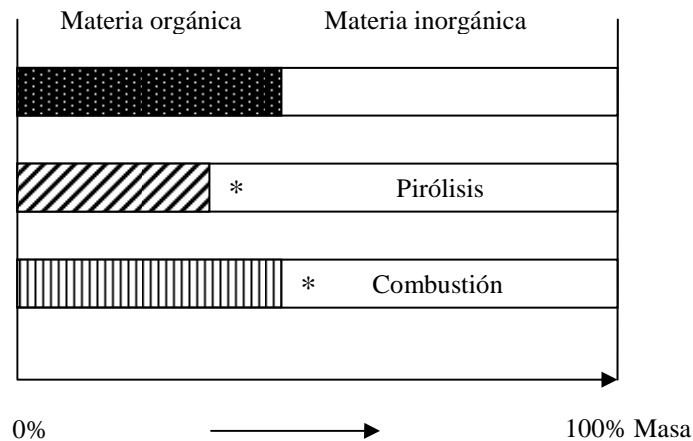 Materia orgánica Materia inorgánica
* Pirólisis
* Combustión
0% 100% Masa